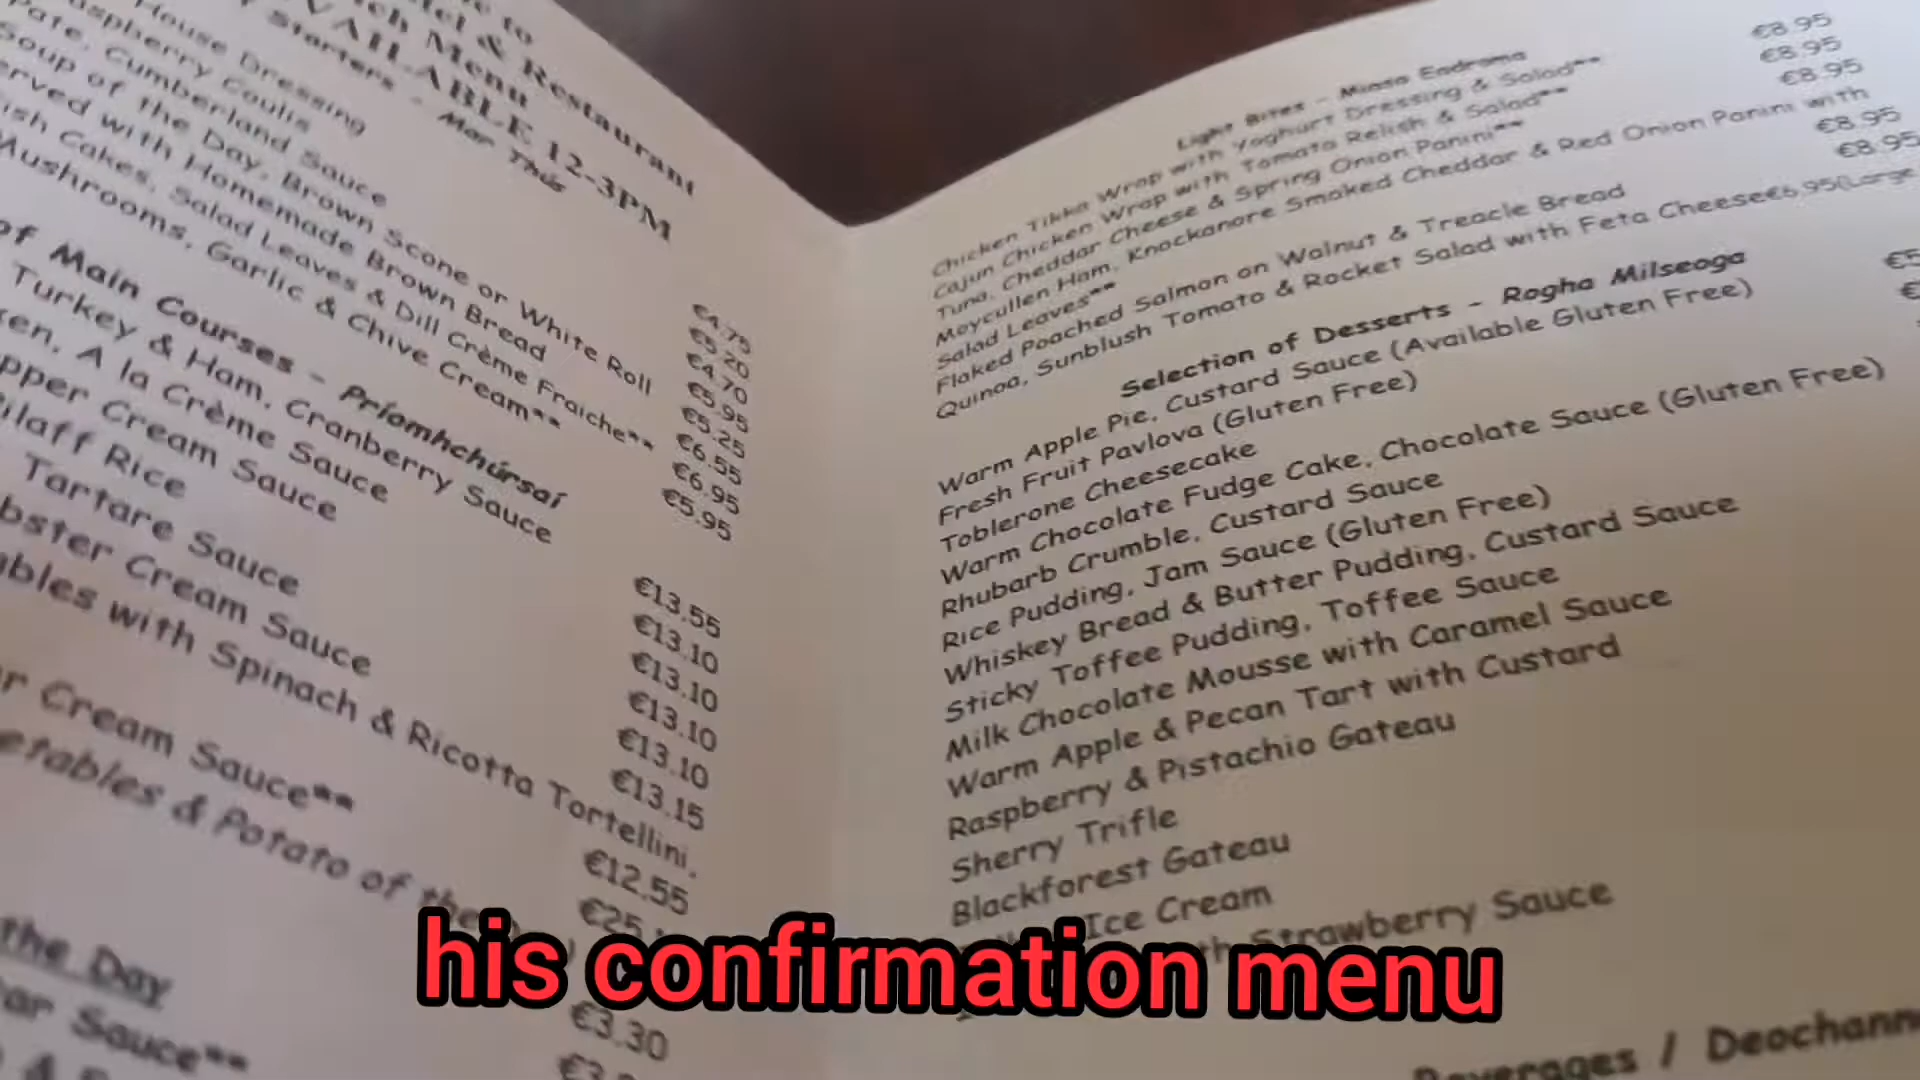 to
& Restaurant
Menu
AVAILABLE 12-3PM
Starters - Mar Thús
House Dressing
Raspberry Coulis
Pate, Cumberland Sauce
Soup of the Day, Brown Scone or White Roll
Served with Homemade Brown Bread
Cakes, Salad Leaves & Dill Crème Fraiche**
Mushrooms, Garlic & Chive Cream**
€4.75
€5.20
€4.70
€5.95
€5.25
€6.55
€6.95
€5.95
of Main Courses - Príomhchúrsaí
Turkey & Ham, Cranberry Sauce
A la Crème Sauce
Cream Sauce
Pilaff Rice
Tartare Sauce
Cream Sauce
with Spinach & Ricotta Tortellini,
Cream Sauce**
& Potato of the
€13.55
€13.10
€13.10
€13.10
€13.10
€13.15
€12.55
the Day
Sauce**
€3.30
Light Bites - Miasa Eadroma
Chicken Tikka Wrap with Yoghurt Dressing & Salad** €8.95
Cajun Chicken Wrap with Tomato Relish & Salad** €8.95
Tuna, Cheddar Cheese & Spring Onion Panini** €8.95
Moycullen Ham, Knockanore Smoked Cheddar & Red Onion Panini with
Salad Leaves** €8.95
Flaked Poached Salmon on Walnut & Treacle Bread €8.95
Quinoa, Sunblush Tomato & Rocket Salad with Feta Cheese€6.95(Large
Selection of Desserts - Rogha Milseoga
Warm Apple Pie, Custard Sauce (Available Gluten Free)
Fresh Fruit Pavlova (Gluten Free)
Toblerone Cheesecake
Warm Chocolate Fudge Cake, Chocolate Sauce (Gluten Free)
Rhubarb Crumble, Custard Sauce
Rice Pudding, Jam Sauce (Gluten Free)
Whiskey Bread & Butter Pudding, Custard Sauce
Sticky Toffee Pudding, Toffee Sauce
Milk Chocolate Mousse with Caramel Sauce
Warm Apple & Pecan Tart with Custard
Raspberry & Pistachio Gateau
Sherry Trifle
Blackforest Gateau
Ice Cream
Strawberry Sauce
Beverages / Deochanna
his confirmation menu